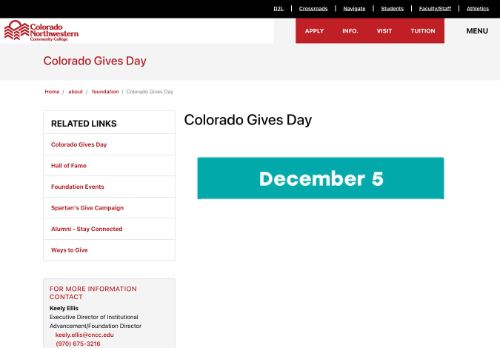 D2L | Crossroads | Navigate | Students | Faculty/Staff | Athletics
Colorado
Northwestern
Community College
APPLY INFO. VISIT TUITION MENU
Colorado Gives Day
Home / about / foundation / Colorado Gives Day
RELATED LINKS
Colorado Gives Day
Hall of Fame
Foundation Events
Spartan's Give Campaign
Alumni - Stay Connected
Ways to Give
Colorado Gives Day
December 5
FOR MORE INFORMATION
CONTACT
Keely Ellis
Executive Director of Institutional
Advancement/Foundation Director
keely.ellis@cncc.edu
(970) 675-3216